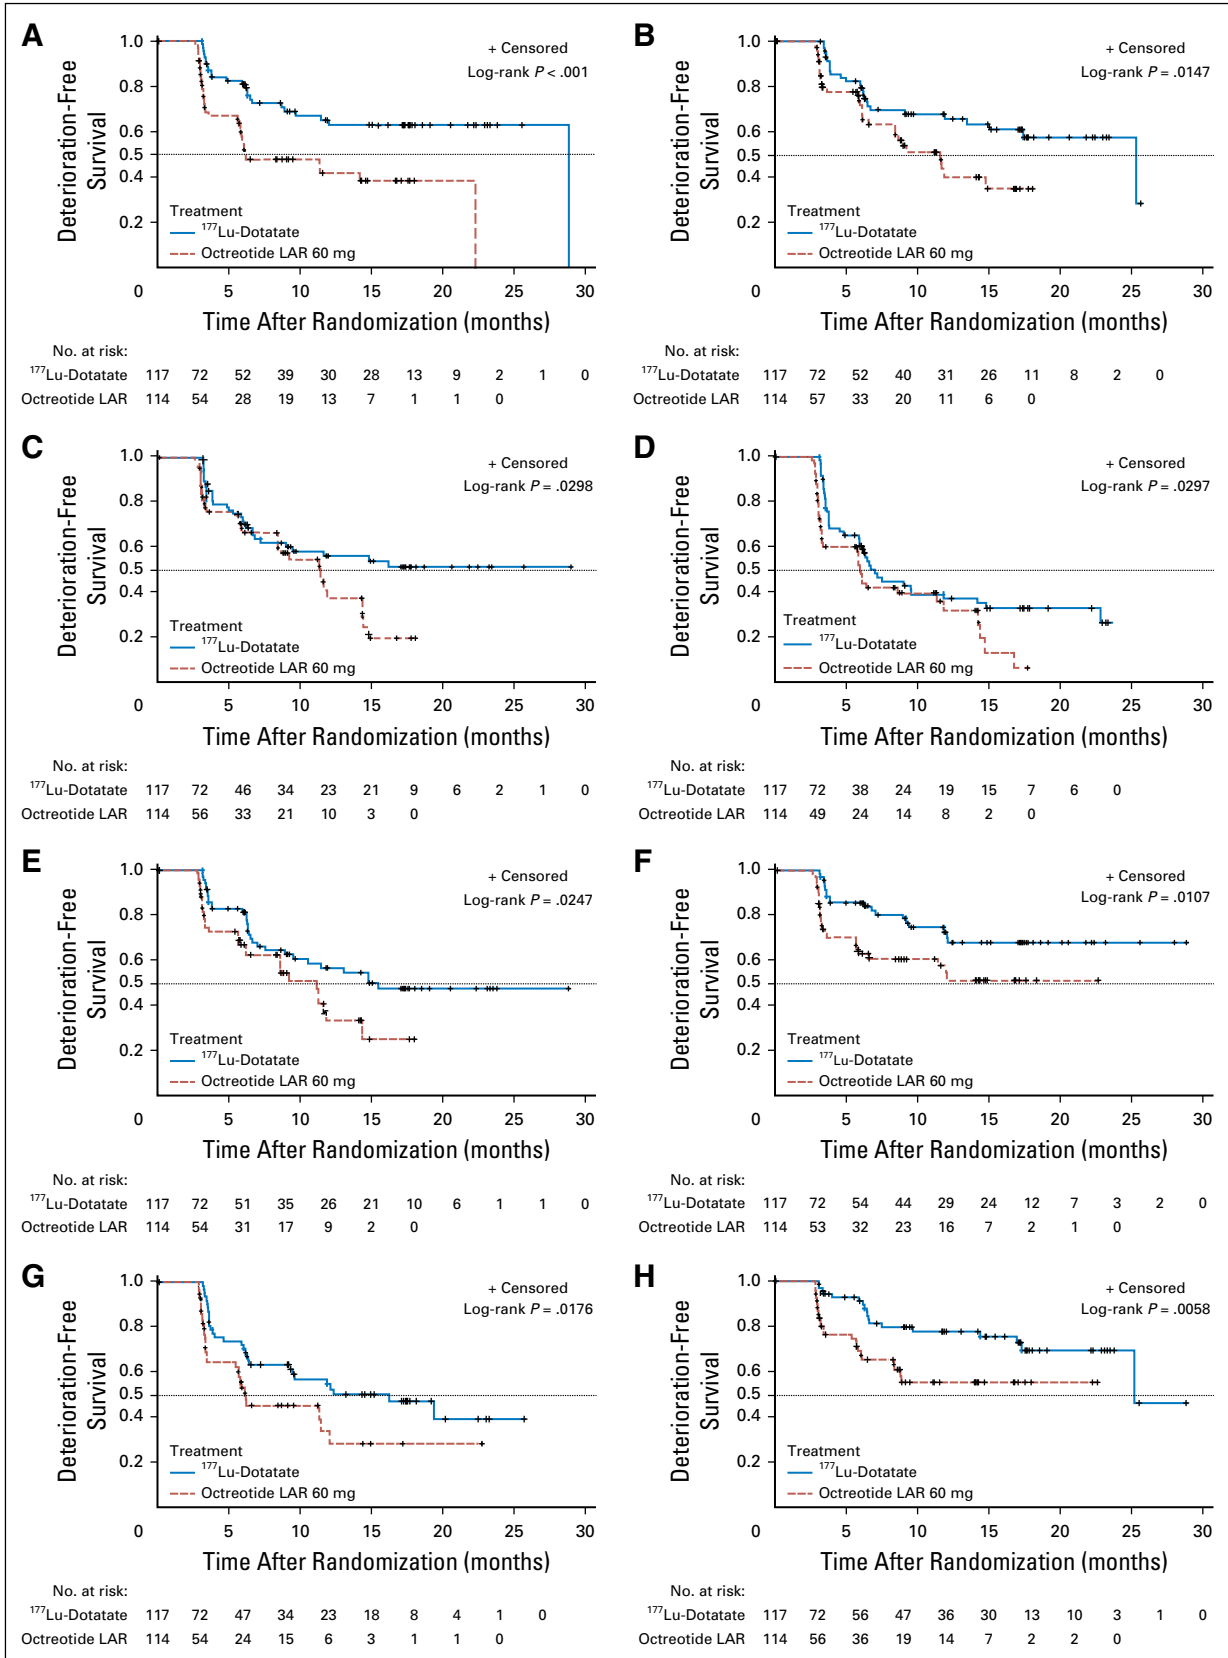 A
Deterioration-Free
Survival
1.0
0.8
0.6
0.5
0.4
0.2
+ Censored
Log-rank P < .001
Treatment
177Lu-Dotatate
Octreotide LAR 60 mg
0 5 10 15 20 25 30
Time After Randomization (months)
No. at risk:
177Lu-Dotatate 117 72 52 39 30 28 13 9 2 1 0
Octreotide LAR 114 54 28 19 13 7 1 1 0
B
Deterioration-Free
Survival
1.0
0.8
0.6
0.5
0.4
0.2
+ Censored
Log-rank P = .0147
Treatment
177Lu-Dotatate
Octreotide LAR 60 mg
0 5 10 15 20 25 30
Time After Randomization (months)
No. at risk:
177Lu-Dotatate 117 72 52 40 31 26 11 8 2 0
Octreotide LAR 114 57 33 20 11 6 0
C
Deterioration-Free
Survival
1.0
0.8
0.6
0.5
0.4
0.2
+ Censored
Log-rank P = .0298
Treatment
177Lu-Dotatate
Octreotide LAR 60 mg
0 5 10 15 20 25 30
Time After Randomization (months)
No. at risk:
177Lu-Dotatate 117 72 46 34 23 21 9 6 2 1 0
Octreotide LAR 114 56 33 21 10 3 0
D
Deterioration-Free
Survival
1.0
0.8
0.6
0.5
0.4
0.2
+ Censored
Log-rank P = .0297
Treatment
177Lu-Dotatate
Octreotide LAR 60 mg
0 5 10 15 20 25 30
Time After Randomization (months)
No. at risk:
177Lu-Dotatate 117 72 38 24 19 15 7 6 0
Octreotide LAR 114 49 24 14 8 2 0
E
Deterioration-Free
Survival
1.0
0.8
0.6
0.5
0.4
0.2
+ Censored
Log-rank P = .0247
Treatment
177Lu-Dotatate
Octreotide LAR 60 mg
0 5 10 15 20 25 30
Time After Randomization (months)
No. at risk:
177Lu-Dotatate 117 72 51 35 26 21 10 6 1 1 0
Octreotide LAR 114 54 31 17 9 2 0
F
Deterioration-Free
Survival
1.0
0.8
0.6
0.5
0.4
0.2
+ Censored
Log-rank P = .0107
Treatment
177Lu-Dotatate
Octreotide LAR 60 mg
0 5 10 15 20 25 30
Time After Randomization (months)
No. at risk:
177Lu-Dotatate 117 72 54 44 29 24 12 7 3 2 0
Octreotide LAR 114 53 32 23 16 7 2 1 0
G
Deterioration-Free
Survival
1.0
0.8
0.6
0.5
0.4
0.2
+ Censored
Log-rank P = .0176
Treatment
177Lu-Dotatate
Octreotide LAR 60 mg
0 5 10 15 20 25 30
Time After Randomization (months)
No. at risk:
177Lu-Dotatate 117 72 47 34 23 18 8 4 1 0
Octreotide LAR 114 54 24 15 6 3 1 1 0
H
Deterioration-Free
Survival
1.0
0.8
0.6
0.5
0.4
0.2
+ Censored
Log-rank P = .0058
Treatment
177Lu-Dotatate
Octreotide LAR 60 mg
0 5 10 15 20 25 30
Time After Randomization (months)
No. at risk:
177Lu-Dotatate 117 72 56 47 36 30 13 10 3 1 0
Octreotide LAR 114 56 36 19 14 7 2 2 0